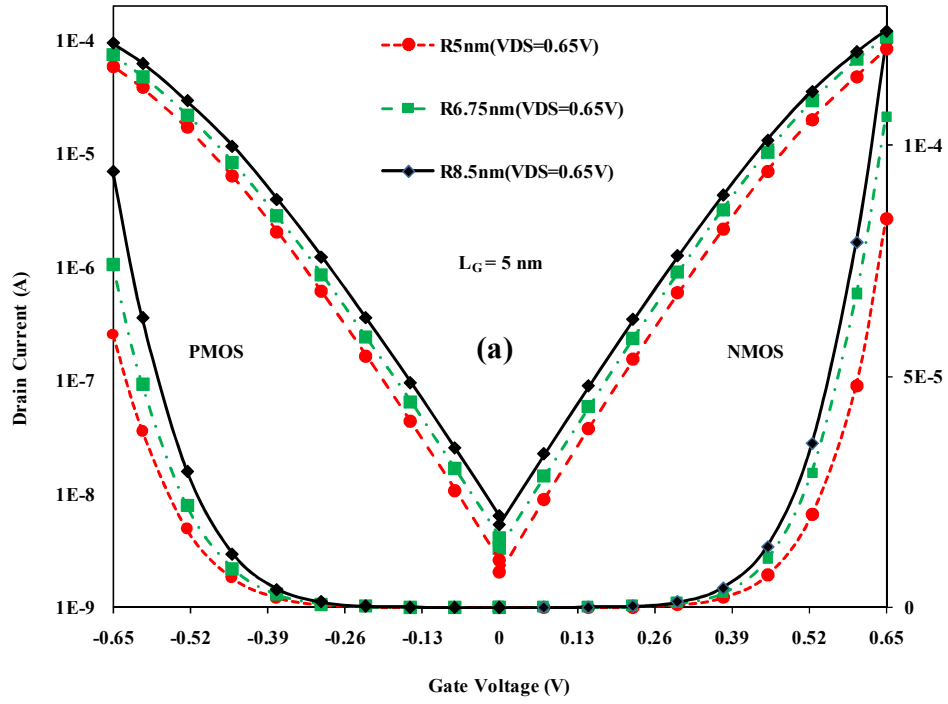 1E-4
1E-5
1E-6
1E-7
1E-8
1E-9
Drain Current (A)
R5nm(VDS=0.65V)
R6.75nm(VDS=0.65V)
R8.5nm(VDS=0.65V)
L_G = 5 nm
(a)
PMOS
NMOS
1E-4
5E-5
0
-0.65 -0.52 -0.39 -0.26 -0.13 0 0.13 0.26 0.39 0.52 0.65
Gate Voltage (V)